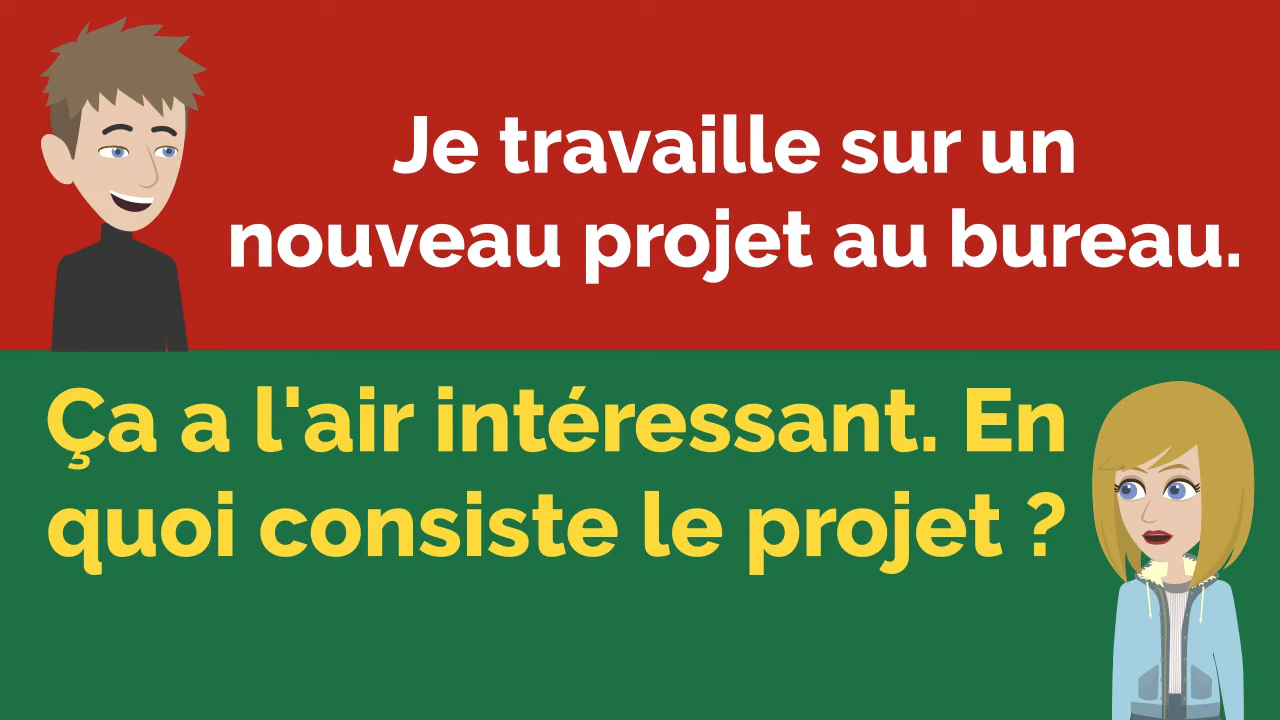 Je travaille sur un
nouveau projet au bureau.
Ça a l'air intéressant. En
quoi consiste le projet ?